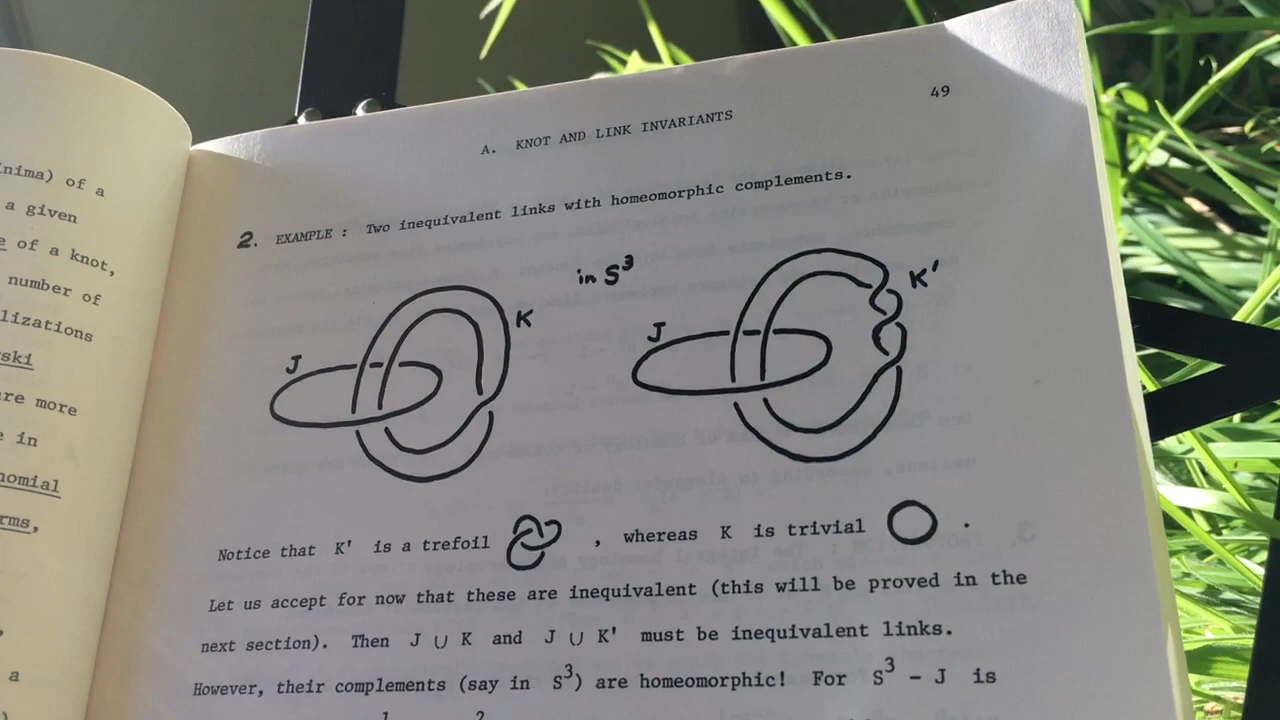 nima) of a
a given
of a knot,
number of
lizations
ski
re more
in
nomial
rms,
a
49
A. KNOT AND LINK INVARIANTS
2. EXAMPLE : Two inequivalent links with homeomorphic complements.
in S³
J K
J K'
Notice that K' is a trefoil , whereas K is trivial .
Let us accept for now that these are inequivalent (this will be proved in the
next section). Then J ∪ K and J ∪ K' must be inequivalent links.
However, their complements (say in S³) are homeomorphic! For S³ - J is
1 2